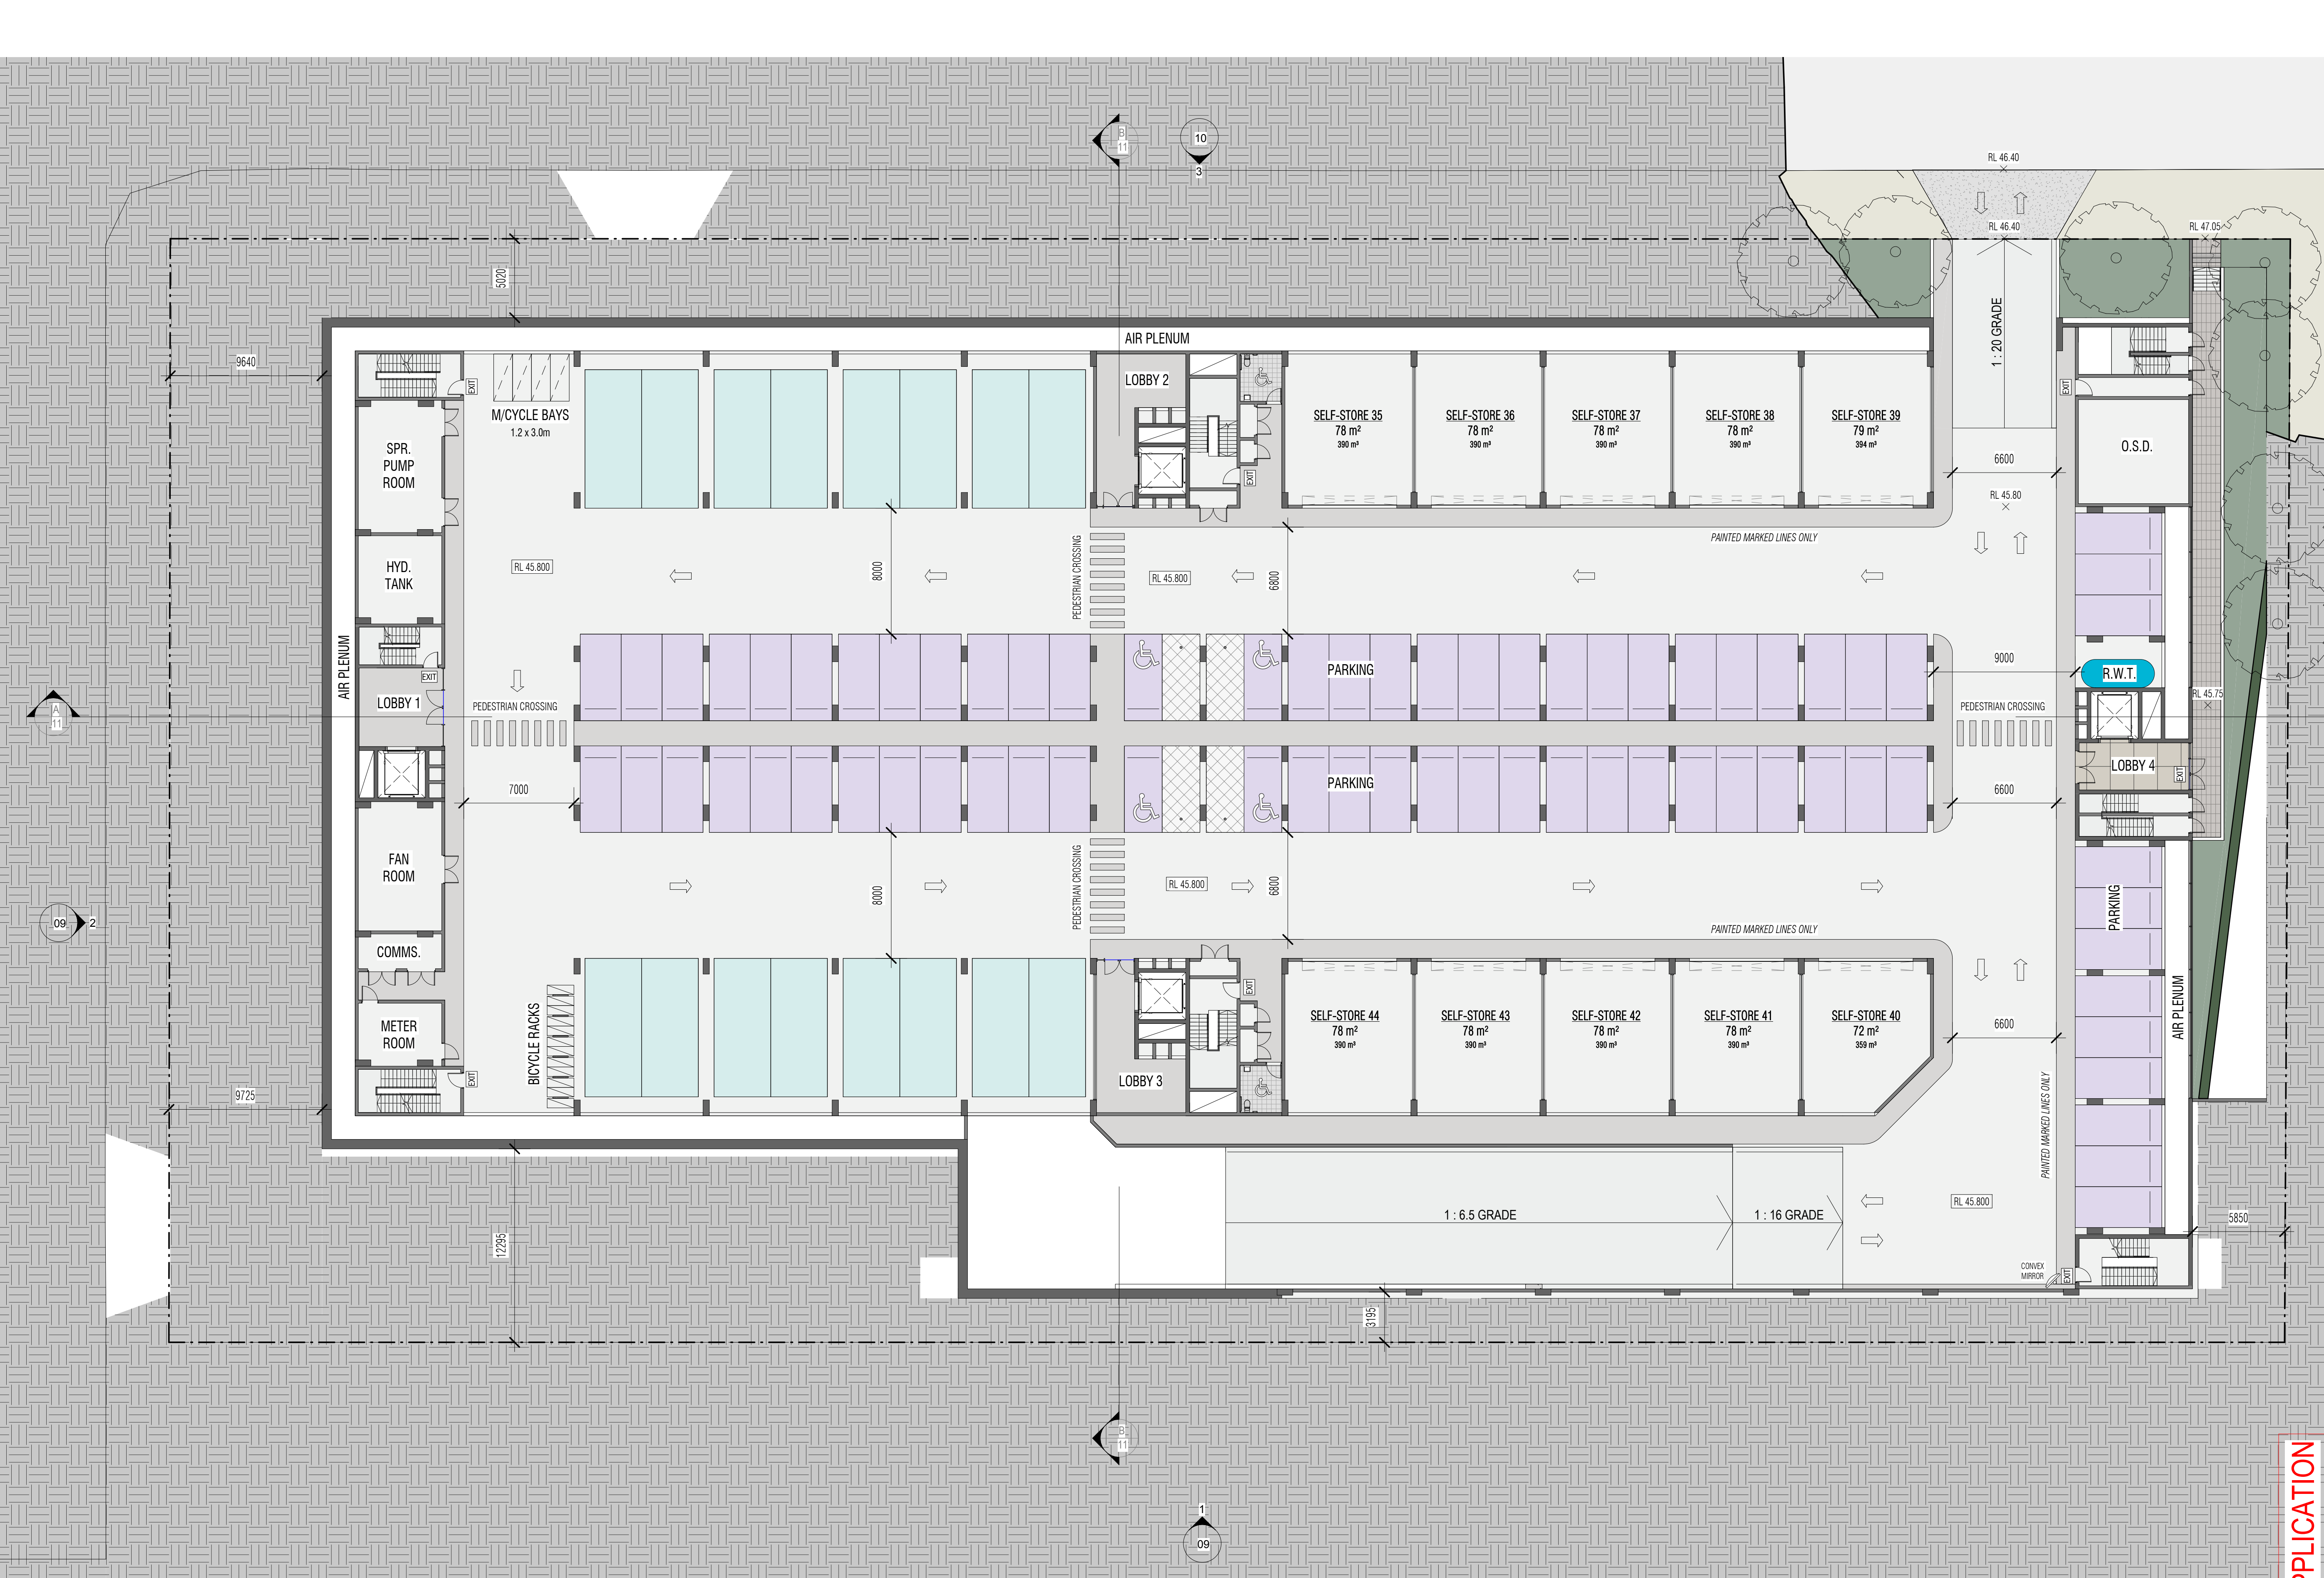 B
11
10
3
RL 46.40
RL 46.40
RL 47.05
5020
1 : 20 GRADE
9640
AIR PLENUM
EXIT
M/CYCLE BAYS
1.2 x 3.0m
LOBBY 2
EXIT
SELF-STORE 35
78 m²
390 m³
SELF-STORE 36
78 m²
390 m³
SELF-STORE 37
78 m²
390 m³
SELF-STORE 38
78 m²
390 m³
SELF-STORE 39
79 m²
394 m³
EXIT
O.S.D.
SPR.
PUMP
ROOM
6600
RL 45.80
PAINTED MARKED LINES ONLY
HYD.
TANK
RL 45.800
8000
PEDESTRIAN CROSSING
RL 45.800
6800
AIR PLENUM
LOBBY 1
EXIT
PEDESTRIAN CROSSING
PARKING
9000
R.W.T.
RL 45.75
PEDESTRIAN CROSSING
A
11
7000
PARKING
6600
LOBBY 4
EXIT
FAN
ROOM
8000
PEDESTRIAN CROSSING
RL 45.800
6800
PARKING
09
2
COMMS.
PAINTED MARKED LINES ONLY
METER
ROOM
EXIT
BICYCLE RACKS
LOBBY 3
EXIT
SELF-STORE 44
78 m²
390 m³
SELF-STORE 43
78 m²
390 m³
SELF-STORE 42
78 m²
390 m³
SELF-STORE 41
78 m²
390 m³
SELF-STORE 40
72 m²
359 m³
6600
AIR PLENUM
PAINTED MARKED LINES ONLY
9725
12295
1 : 6.5 GRADE
1 : 16 GRADE
RL 45.800
5850
CONVEX
MIRROR
EXIT
3195
B
11
1
09
PPLICATION